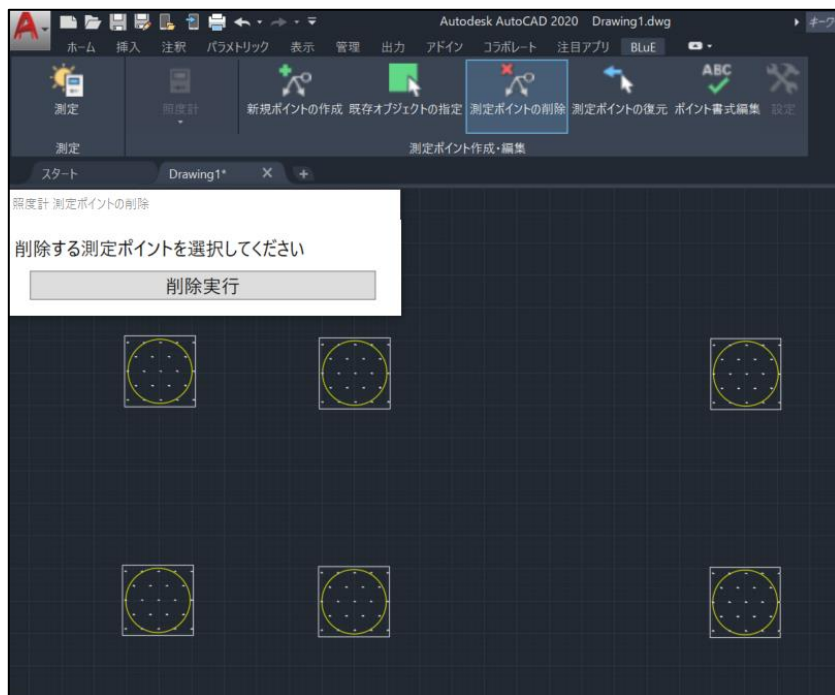 Autodesk AutoCAD 2020 Drawing1.dwg
ホーム 挿入 注釈 パラメトリック 表示 管理 出力 アドイン コラボレート 注目アプリ BLuE
ABC
測定 照度計 新規ポイントの作成 既存オブジェクトの指定 測定ポイントの削除 測定ポイントの復元 ポイント書式編集 設定
測定 測定ポイント作成・編集
スタート Drawing1* X +
照度計 測定ポイントの削除
削除する測定ポイントを選択してください
削除実行